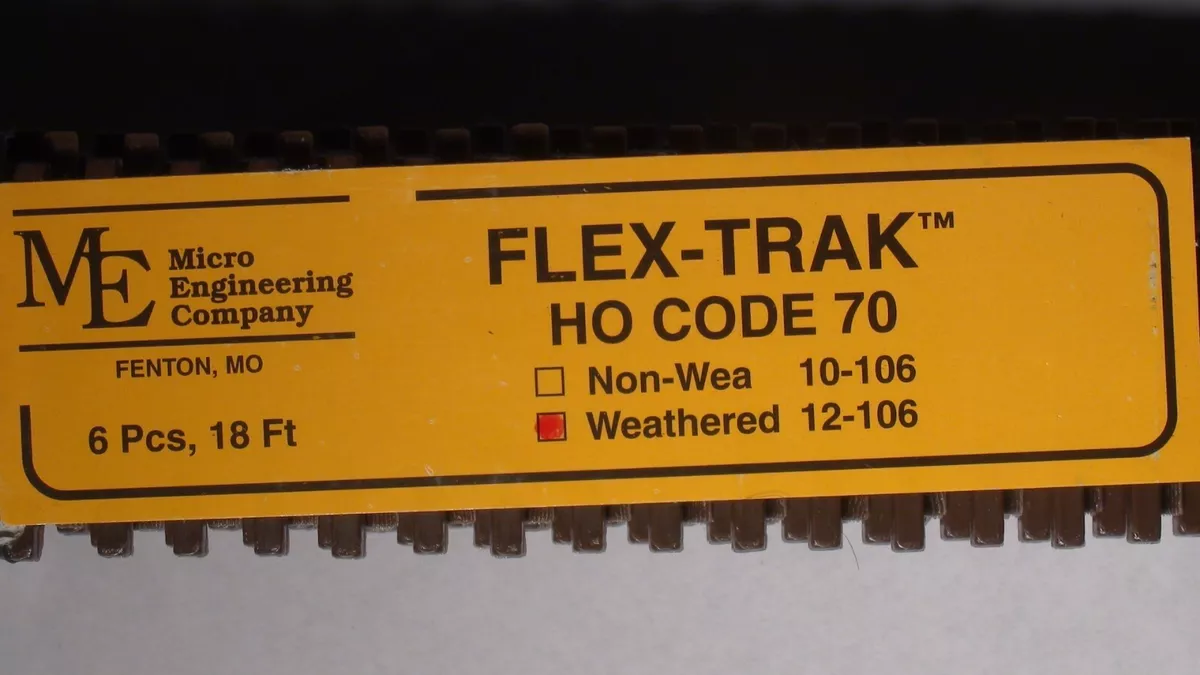 ME Micro
Engineering
Company
FENTON, MO
6 Pcs, 18 Ft
FLEX-TRAK™
HO CODE 70
Non-Wea 10-106
Weathered 12-106